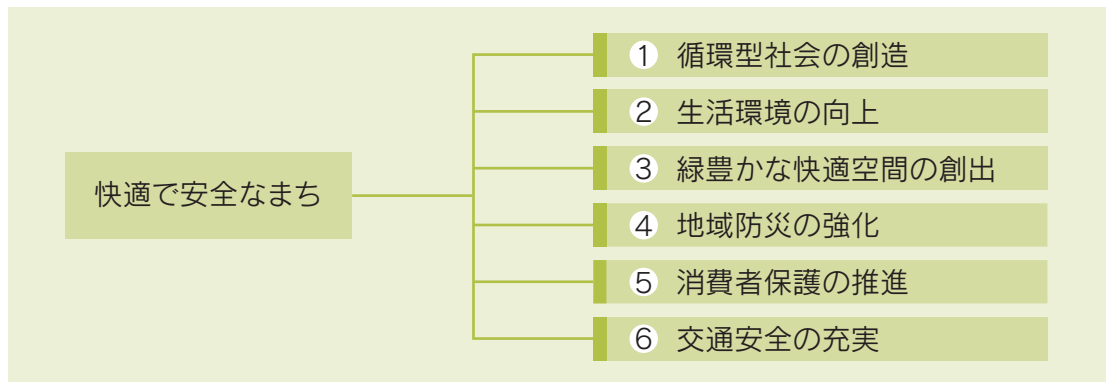 快適で安全なまち
① 循環型社会の創造
② 生活環境の向上
③ 緑豊かな快適空間の創出
④ 地域防災の強化
⑤ 消費者保護の推進
⑥ 交通安全の充実